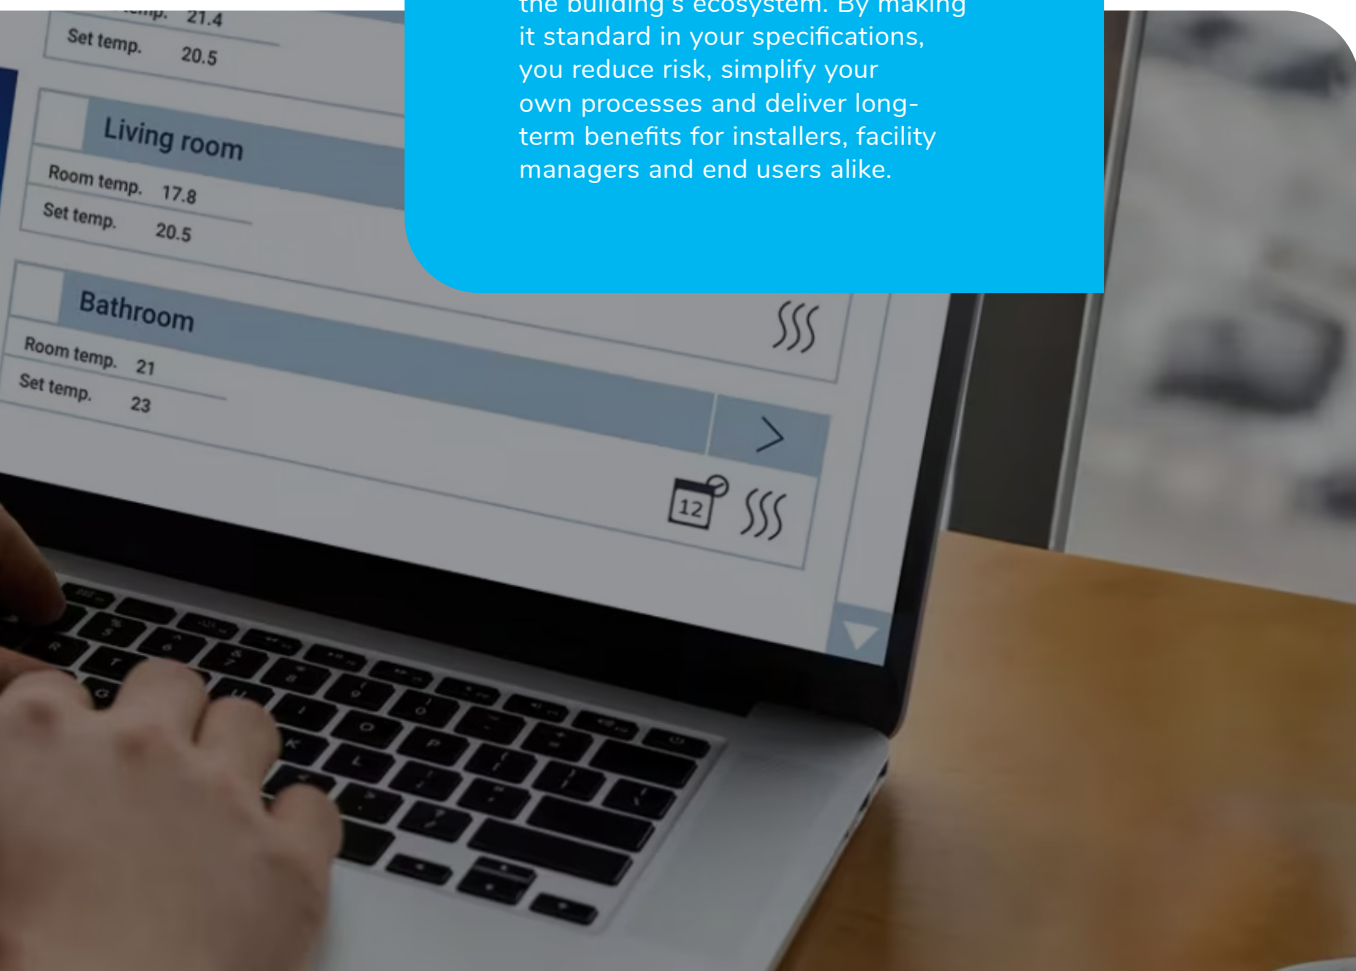 the building's ecosystem. By making
it standard in your specifications,
you reduce risk, simplify your
own processes and deliver long-
term benefits for installers, facility
managers and end users alike.
21.4
Set temp. 20.5
Living room
Room temp. 17.8
Set temp. 20.5
Bathroom
Room temp. 21
Set temp. 23
12